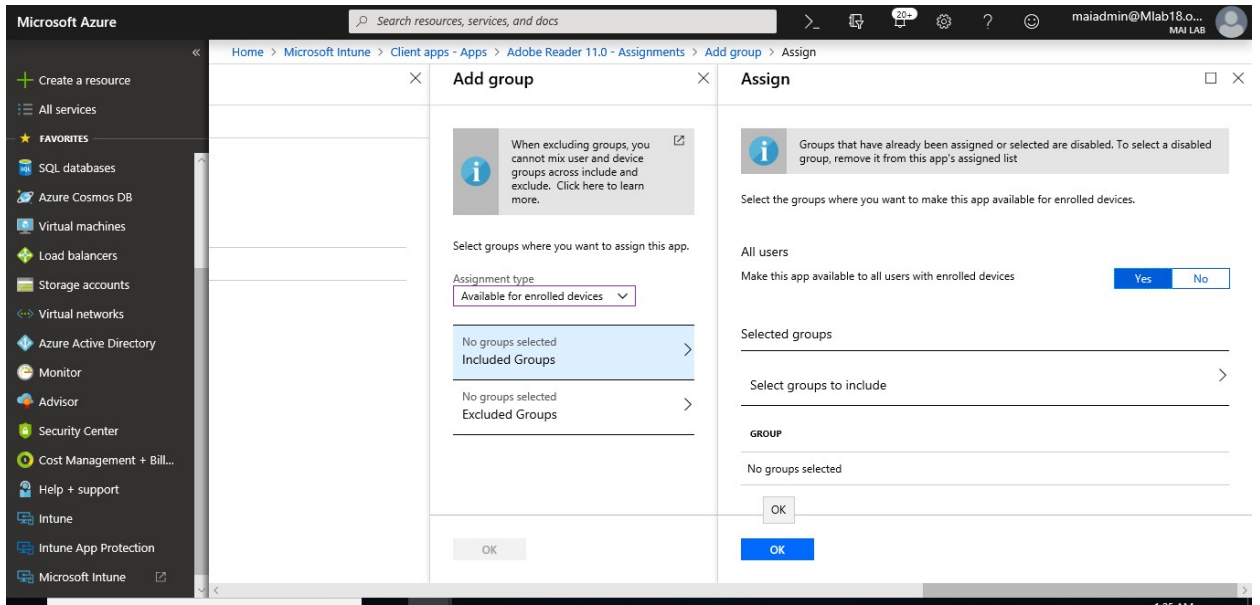 Microsoft Azure
Search resources, services, and docs
20+
maiadmin@Mlab18.o...
MAI LAB
Home > Microsoft Intune > Client apps - Apps > Adobe Reader 11.0 - Assignments > Add group > Assign
Create a resource
All services
FAVORITES
SQL databases
Azure Cosmos DB
Virtual machines
Load balancers
Storage accounts
Virtual networks
Azure Active Directory
Monitor
Advisor
Security Center
Cost Management + Bill...
Help + support
Intune
Intune App Protection
Microsoft Intune
Add group
When excluding groups, you
cannot mix user and device
groups across include and
exclude. Click here to learn
more.
Select groups where you want to assign this app.
Assignment type
Available for enrolled devices
No groups selected
Included Groups
No groups selected
Excluded Groups
OK
Assign
Groups that have already been assigned or selected are disabled. To select a disabled
group, remove it from this app's assigned list
Select the groups where you want to make this app available for enrolled devices.
All users
Make this app available to all users with enrolled devices
Yes
No
Selected groups
Select groups to include
GROUP
No groups selected
OK
OK